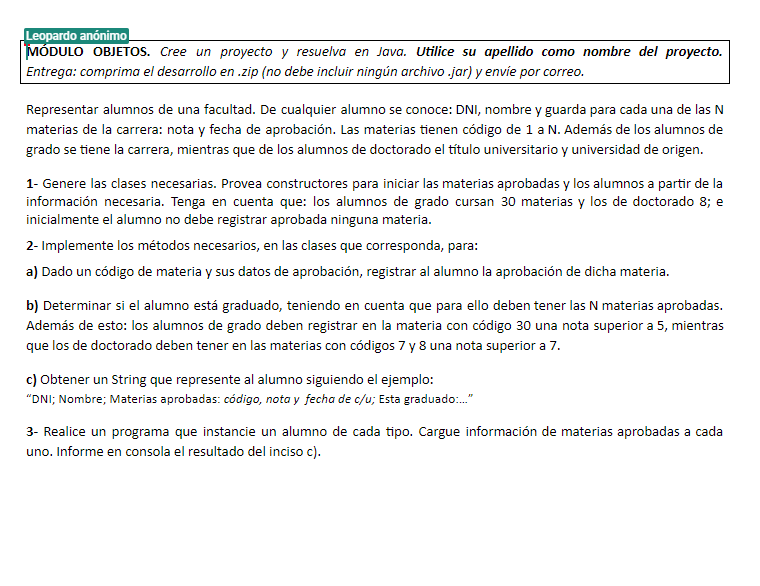 Leopardo anónimo
MÓDULO OBJETOS. Cree un proyecto y resuelva en Java. Utilice su apellido como nombre del proyecto.
Entrega: comprima el desarrollo en .zip (no debe incluir ningún archivo .jar) y envíe por correo.
Representar alumnos de una facultad. De cualquier alumno se conoce: DNI, nombre y guarda para cada una de las N
materias de la carrera: nota y fecha de aprobación. Las materias tienen código de 1 a N. Además de los alumnos de
grado se tiene la carrera, mientras que de los alumnos de doctorado el título universitario y universidad de origen.
1- Genere las clases necesarias. Provea constructores para iniciar las materias aprobadas y los alumnos a partir de la
información necesaria. Tenga en cuenta que: los alumnos de grado cursan 30 materias y los de doctorado 8; e
inicialmente el alumno no debe registrar aprobada ninguna materia.
2- Implemente los métodos necesarios, en las clases que corresponda, para:
a) Dado un código de materia y sus datos de aprobación, registrar al alumno la aprobación de dicha materia.
b) Determinar si el alumno está graduado, teniendo en cuenta que para ello deben tener las N materias aprobadas.
Además de esto: los alumnos de grado deben registrar en la materia con código 30 una nota superior a 5, mientras
que los de doctorado deben tener en las materias con códigos 7 y 8 una nota superior a 7.
c) Obtener un String que represente al alumno siguiendo el ejemplo:
“DNI; Nombre; Materias aprobadas: código, nota y fecha de c/u; Esta graduado:...”
3- Realice un programa que instancie un alumno de cada tipo. Cargue información de materias aprobadas a cada
uno. Informe en consola el resultado del inciso c).